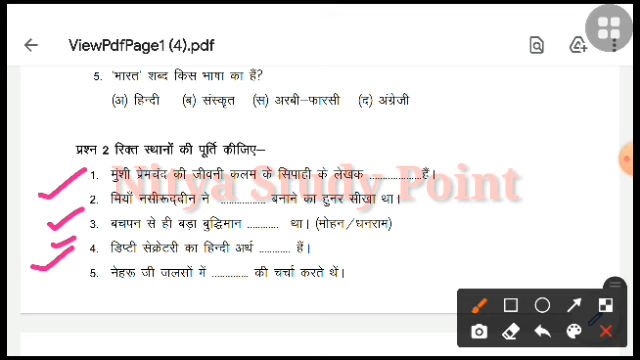 ViewPdfPage1 (4).pdf
5. 'भारत' शब्द किस भाषा का हैं?
(अ) हिन्दी (ब) संस्कृत (स) अरबी–फारसी (द) अंग्रेजी
प्रश्न 2 रिक्त स्थानों की पूर्ति कीजिए–
1. मुंशी प्रेमचंद की जीवनी कलम के सिपाही के लेखक ..................... हैं।
2. मियाँ नसीरूद्दीन ने .................. बनाने का हुनर सीखा था।
3. बचपन से ही बड़ा बुद्धिमान ............ था। (मोहन/धनराम)
4. डिप्टी सेक्रेटरी का हिन्दी अर्थ ............ हैं।
5. नेहरू जी जलसों में .............. की चर्चा करते थें।
Nitya Study Point